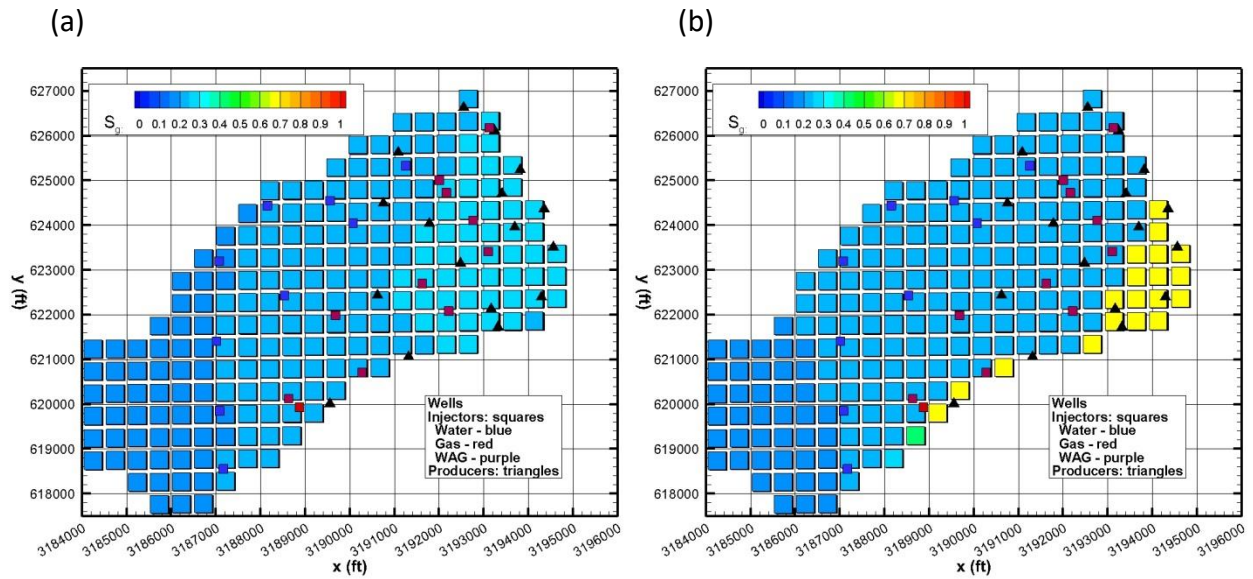 (a)
(b)
627000
626000
625000
624000
623000
622000
621000
620000
619000
618000
y (ft)
Sg: 0 0.1 0.2 0.3 0.4 0.5 0.6 0.7 0.8 0.9 1
Wells
Injectors: squares
Water - blue
Gas - red
WAG - purple
Producers: triangles
3184000 3185000 3186000 3187000 3188000 3189000 3190000 3191000 3192000 3193000 3194000 3195000 3196000
x (ft)
627000
626000
625000
624000
623000
622000
621000
620000
619000
618000
y (ft)
Sg: 0 0.1 0.2 0.3 0.4 0.5 0.6 0.7 0.8 0.9 1
Wells
Injectors: squares
Water - blue
Gas - red
WAG - purple
Producers: triangles
3184000 3185000 3186000 3187000 3188000 3189000 3190000 3191000 3192000 3193000 3194000 3195000 3196000
x (ft)